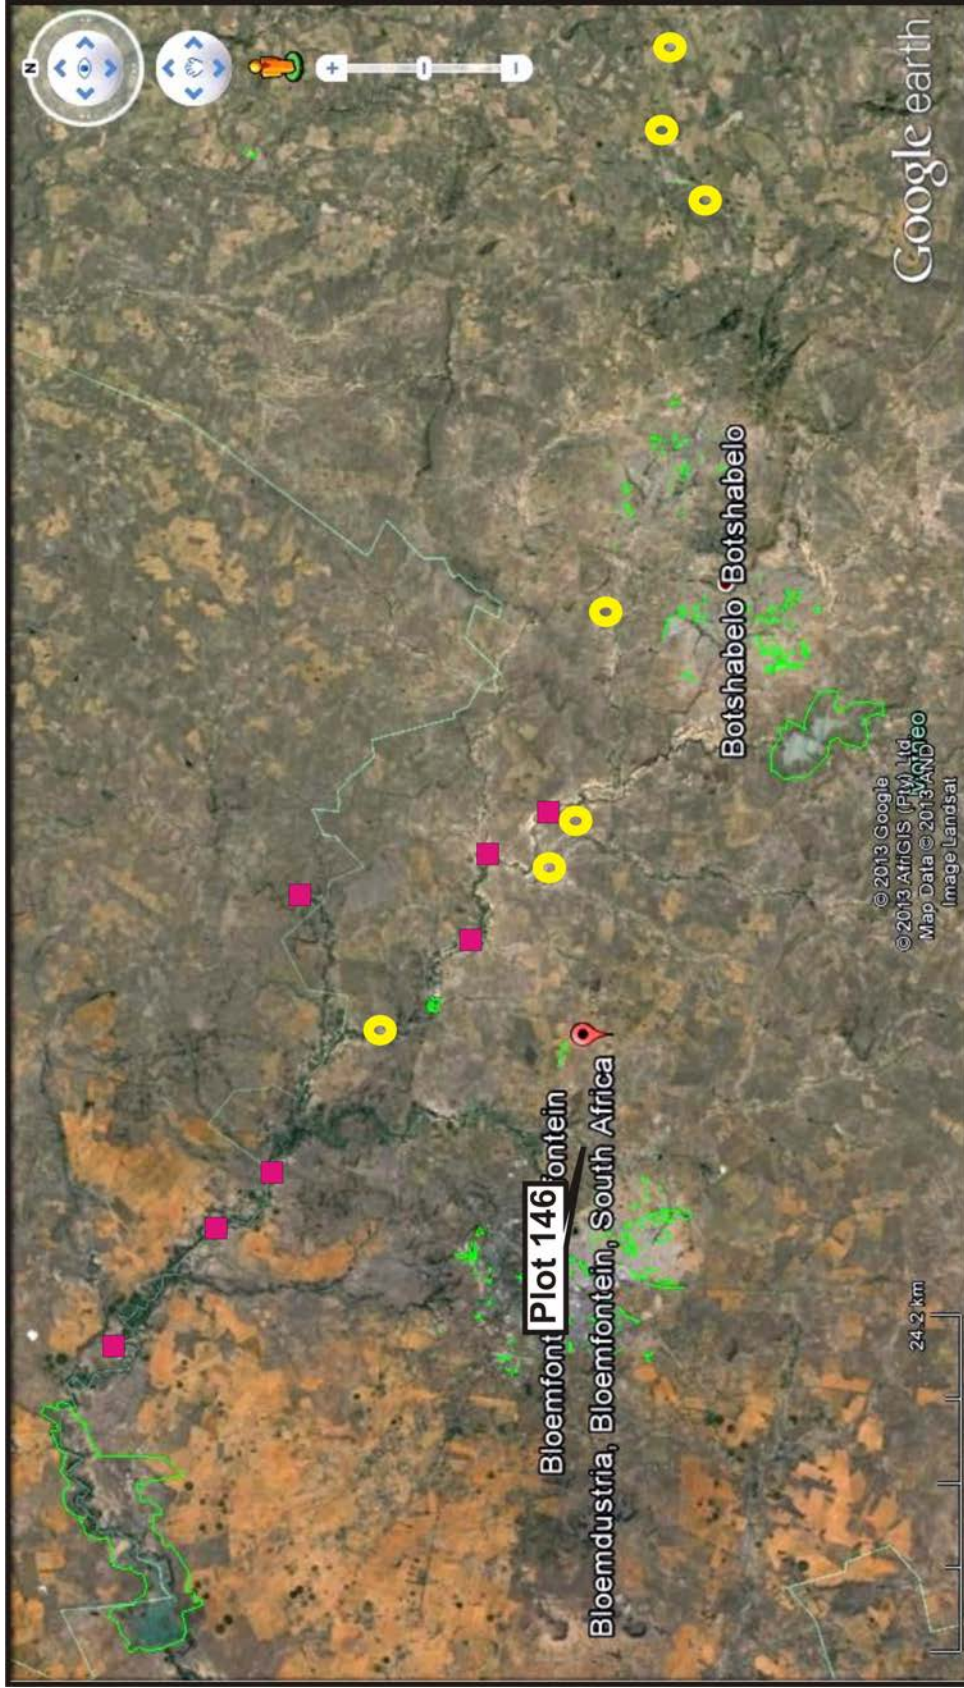 N
Bloemfont fontein
Plot 146
Bloemdustria, Bloemfontein, South Africa
Botshabelo Botshabelo
24.2 km
© 2013 Google
© 2013 AfriGIS (Pty) Ltd.
Map Data © 2013 AND
Image Landsat
Google earth